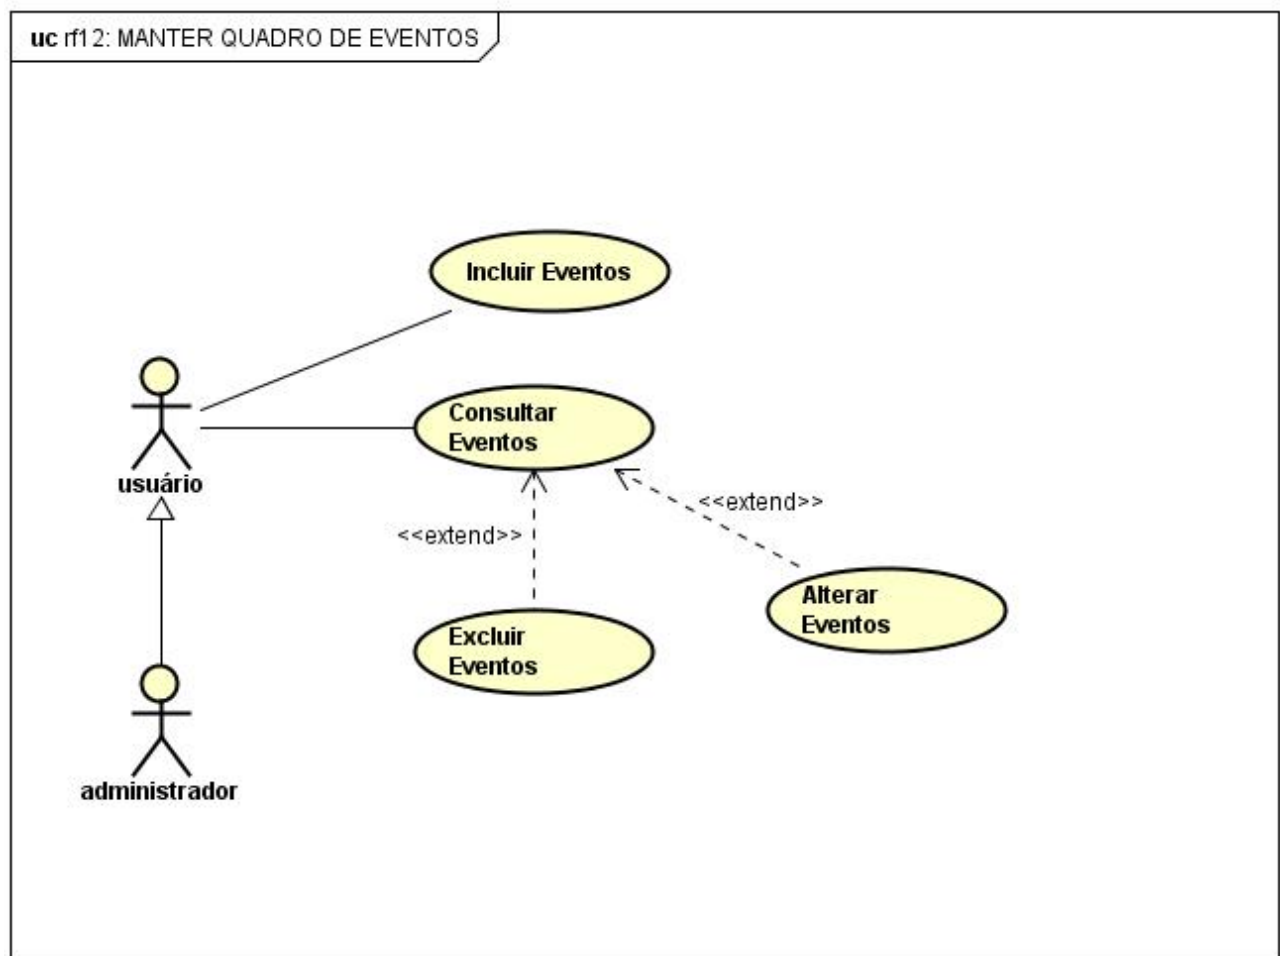 uc rf12: MANTER QUADRO DE EVENTOS
Incluir Eventos
Consultar
Eventos
usuário
<<extend>>
<<extend>>
Alterar
Eventos
Excluir
Eventos
administrador